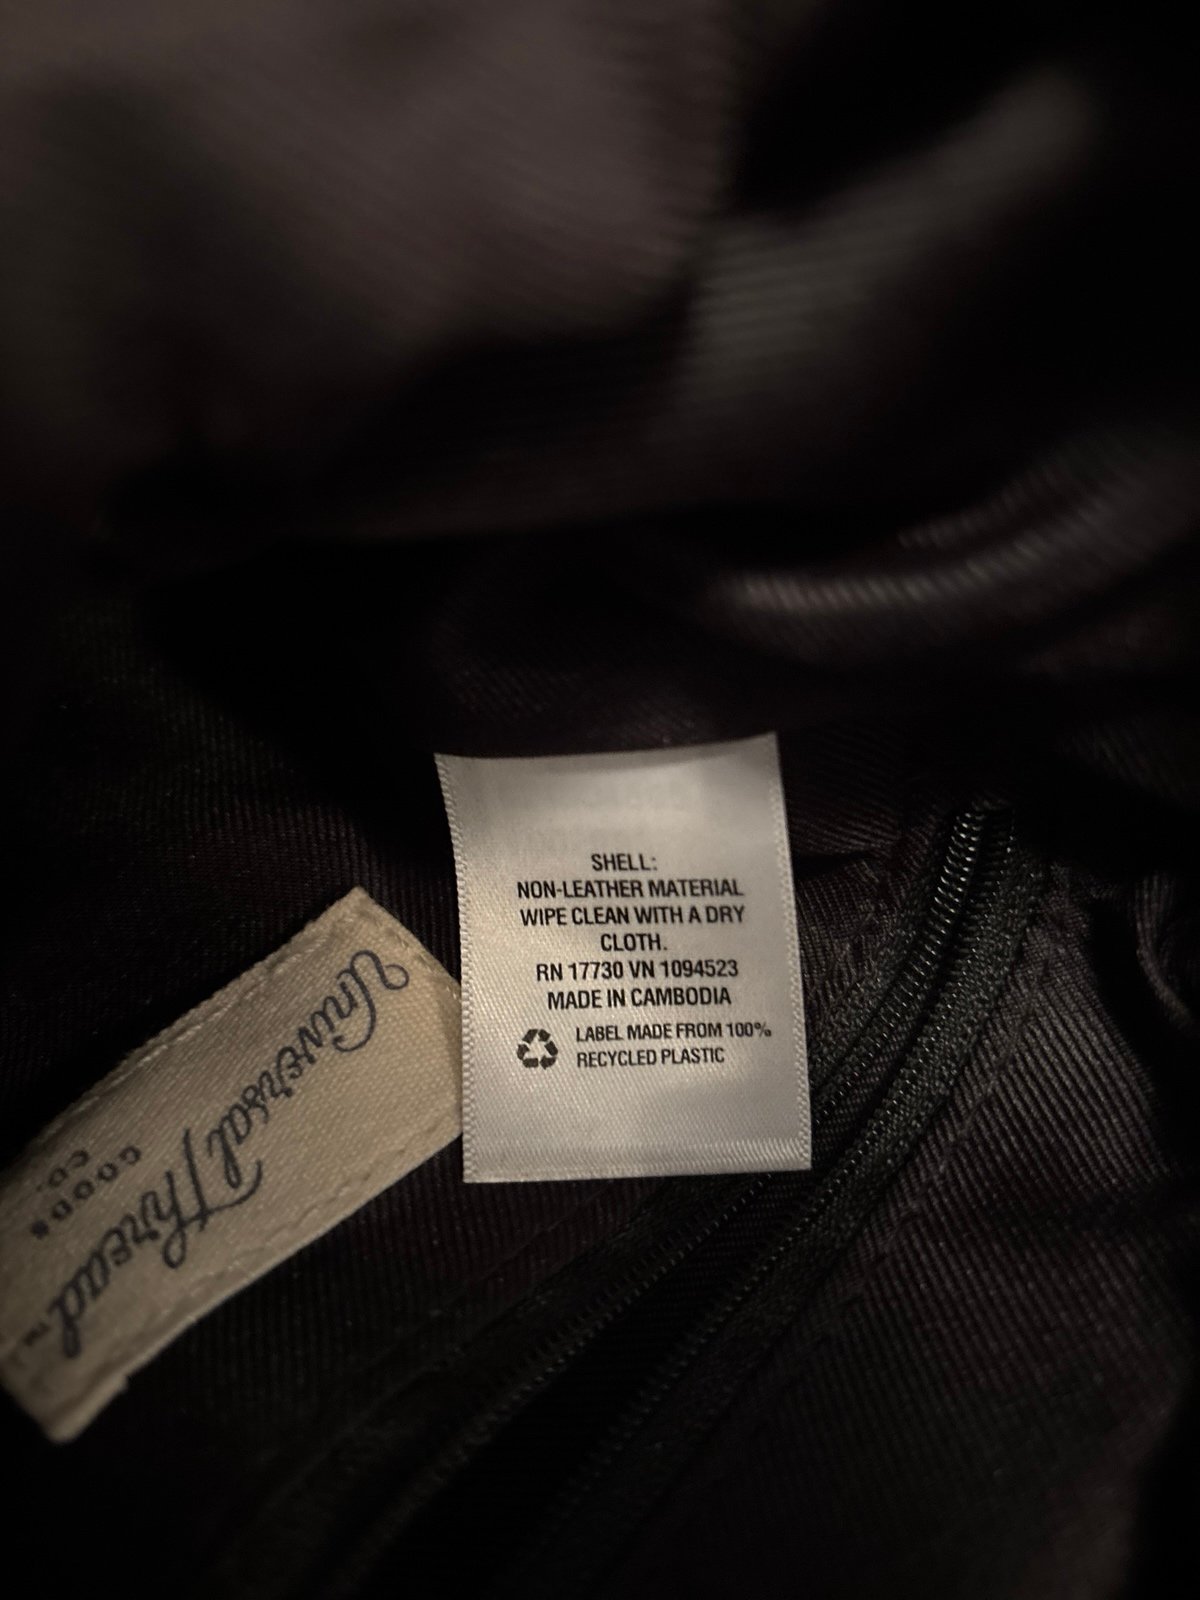 SHELL:
NON-LEATHER MATERIAL
WIPE CLEAN WITH A DRY
CLOTH.
RN 17730 VN 1094523
MADE IN CAMBODIA
LABEL MADE FROM 100%
RECYCLED PLASTIC
Universal Thread™
GOODS
CO.